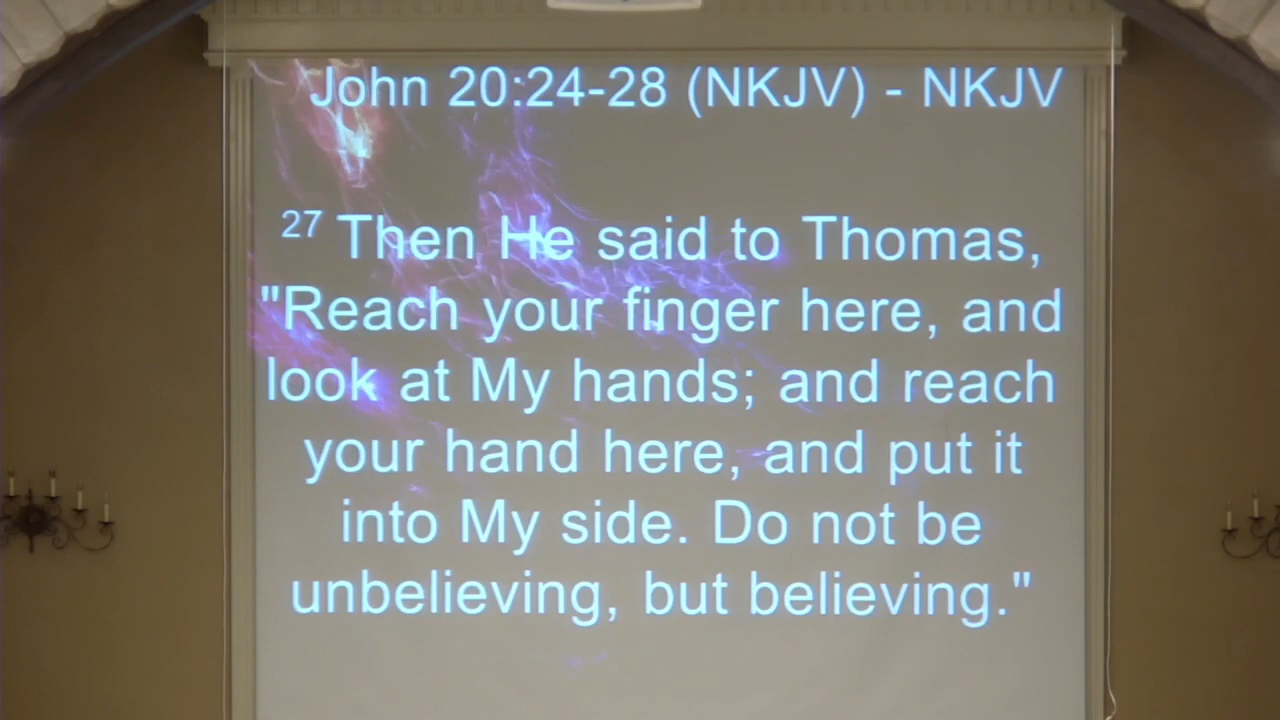 John 20:24-28 (NKJV) - NKJV
27 Then He said to Thomas,
"Reach your finger here, and
look at My hands; and reach
your hand here, and put it
into My side. Do not be
unbelieving, but believing."